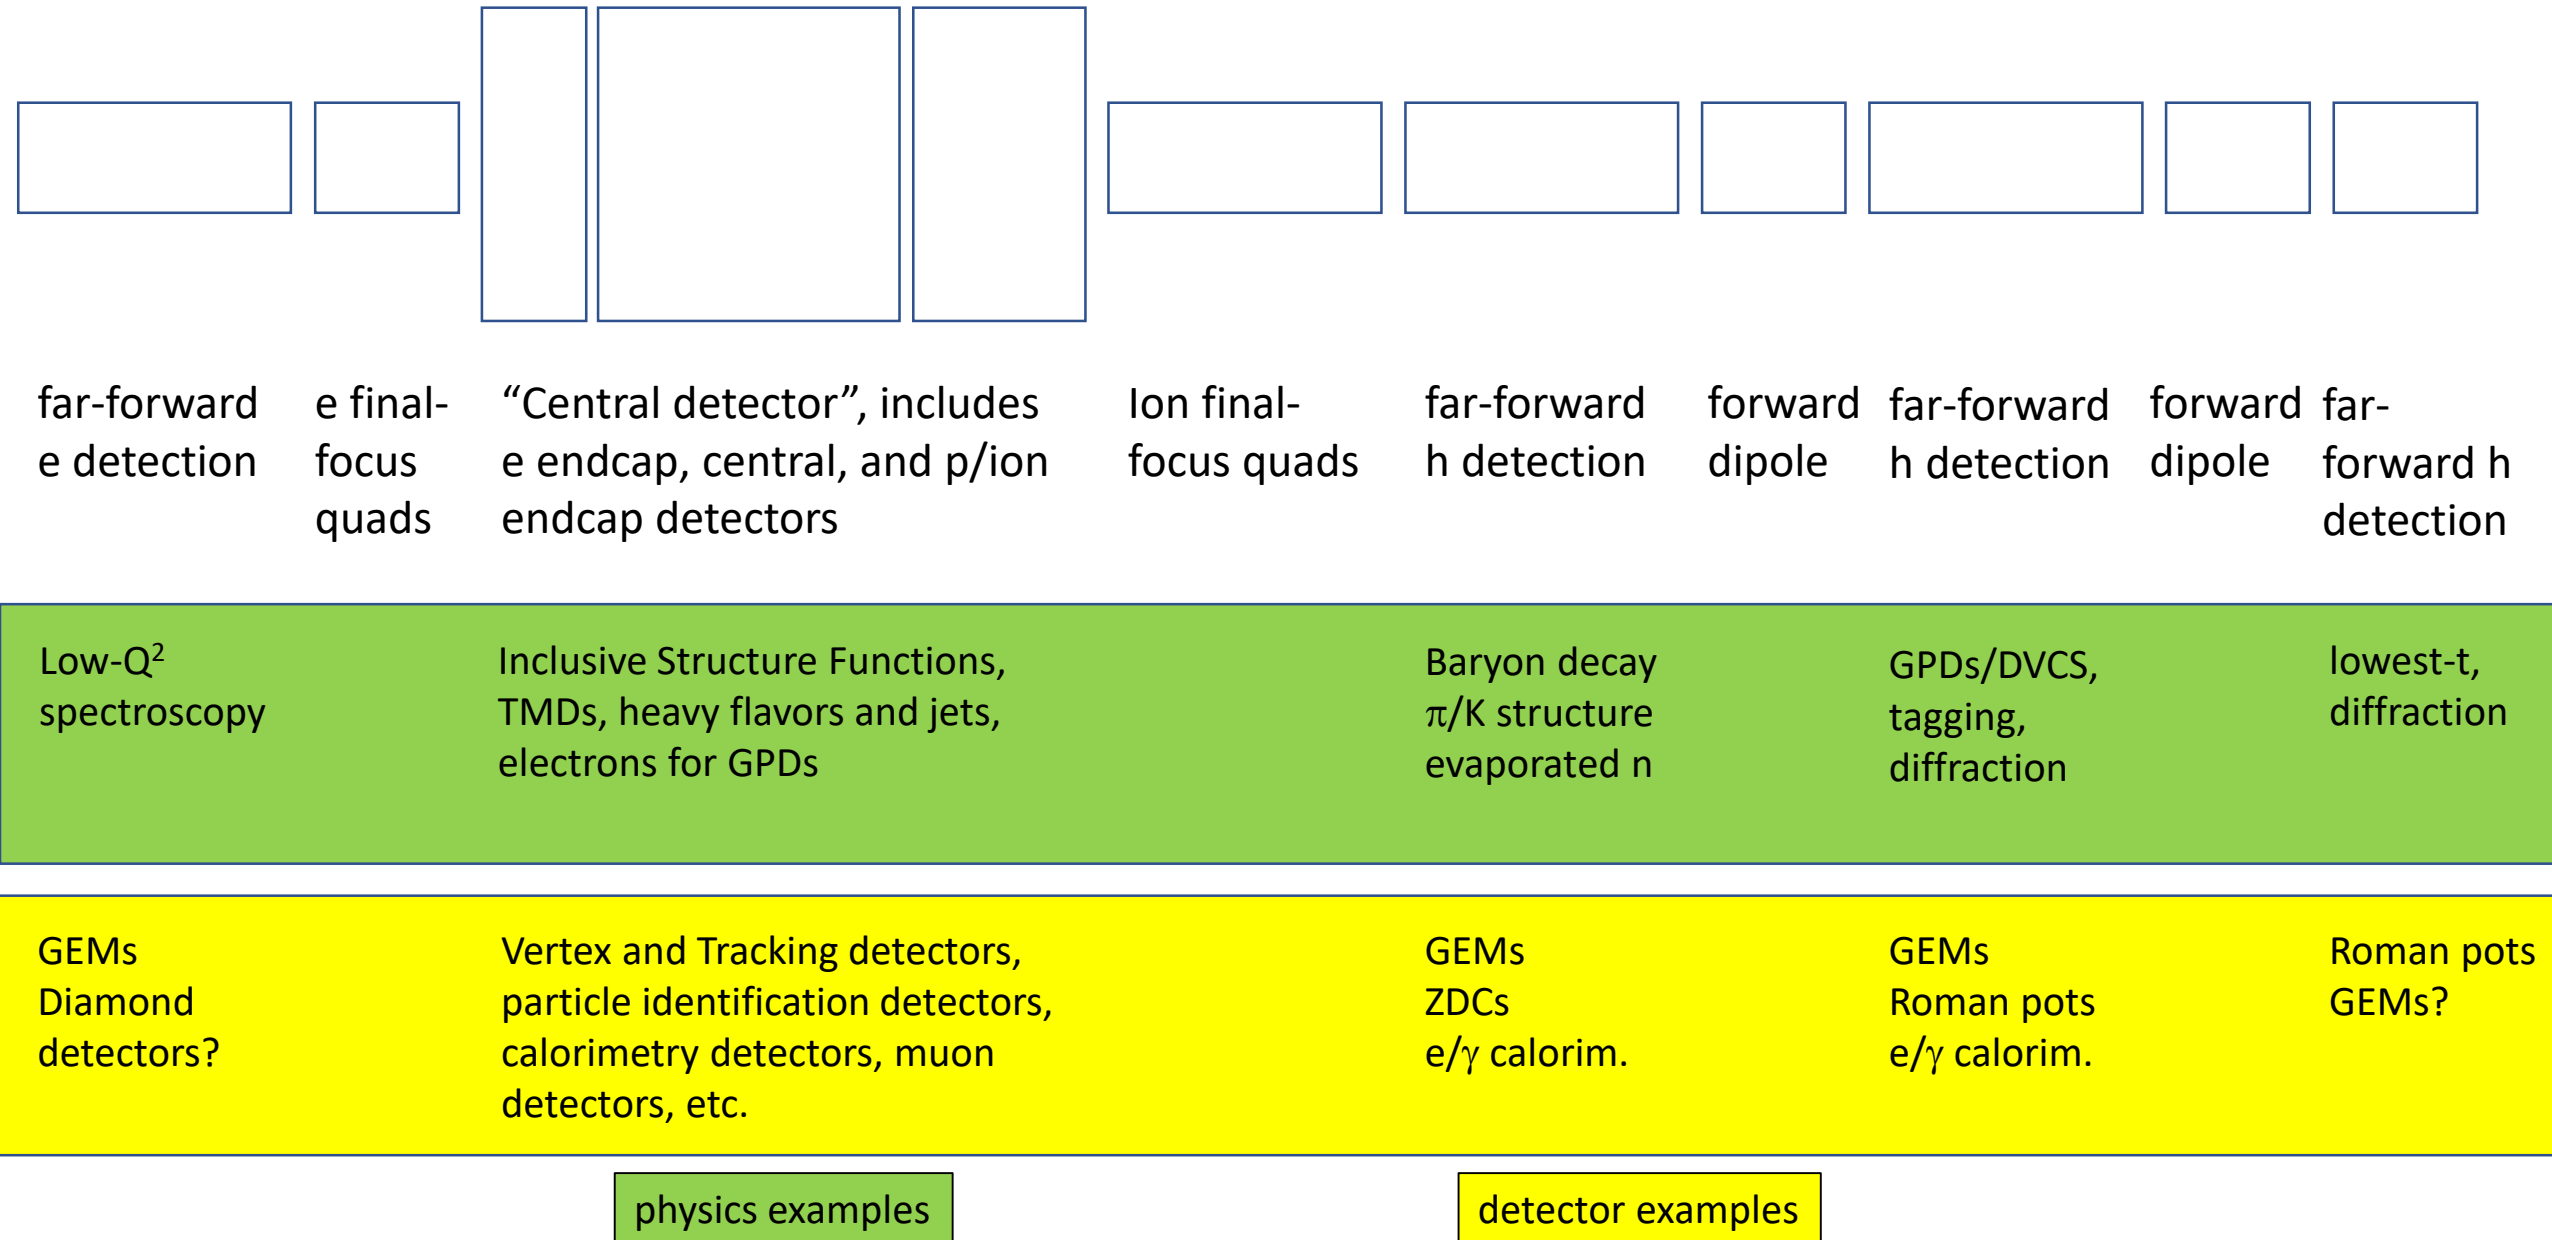 far-forward
e detection
e final-
focus
quads
“Central detector”, includes
e endcap, central, and p/ion
endcap detectors
Ion final-
focus quads
far-forward
h detection
forward
dipole
far-forward
h detection
forward
dipole
far-
forward h
detection
Low-Q²
spectroscopy
Inclusive Structure Functions,
TMDs, heavy flavors and jets,
electrons for GPDs
Baryon decay
π/K structure
evaporated n
GPDs/DVCS,
tagging,
diffraction
lowest-t,
diffraction
GEMs
Diamond
detectors?
Vertex and Tracking detectors,
particle identification detectors,
calorimetry detectors, muon
detectors, etc.
GEMs
ZDCs
e/γ calorim.
GEMs
Roman pots
e/γ calorim.
Roman pots
GEMs?
physics examples
detector examples